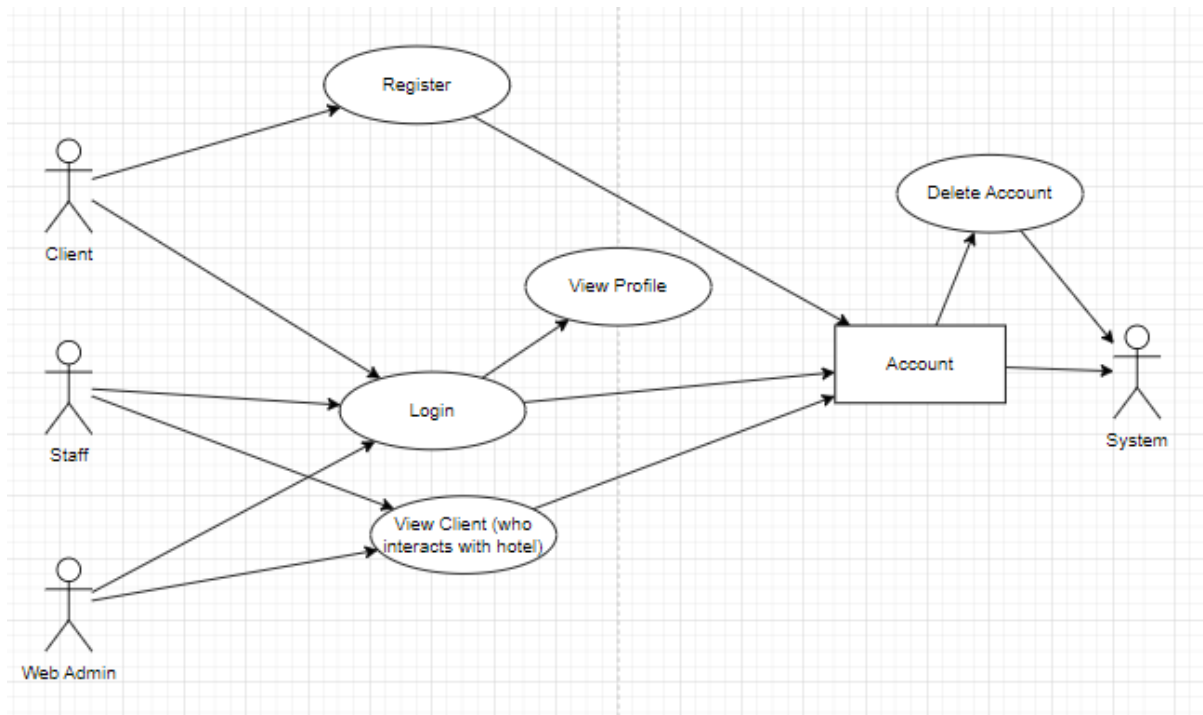 Register
Client
Delete Account
View Profile
Account
Staff
Login
System
View Client (who
interacts with hotel)
Web Admin